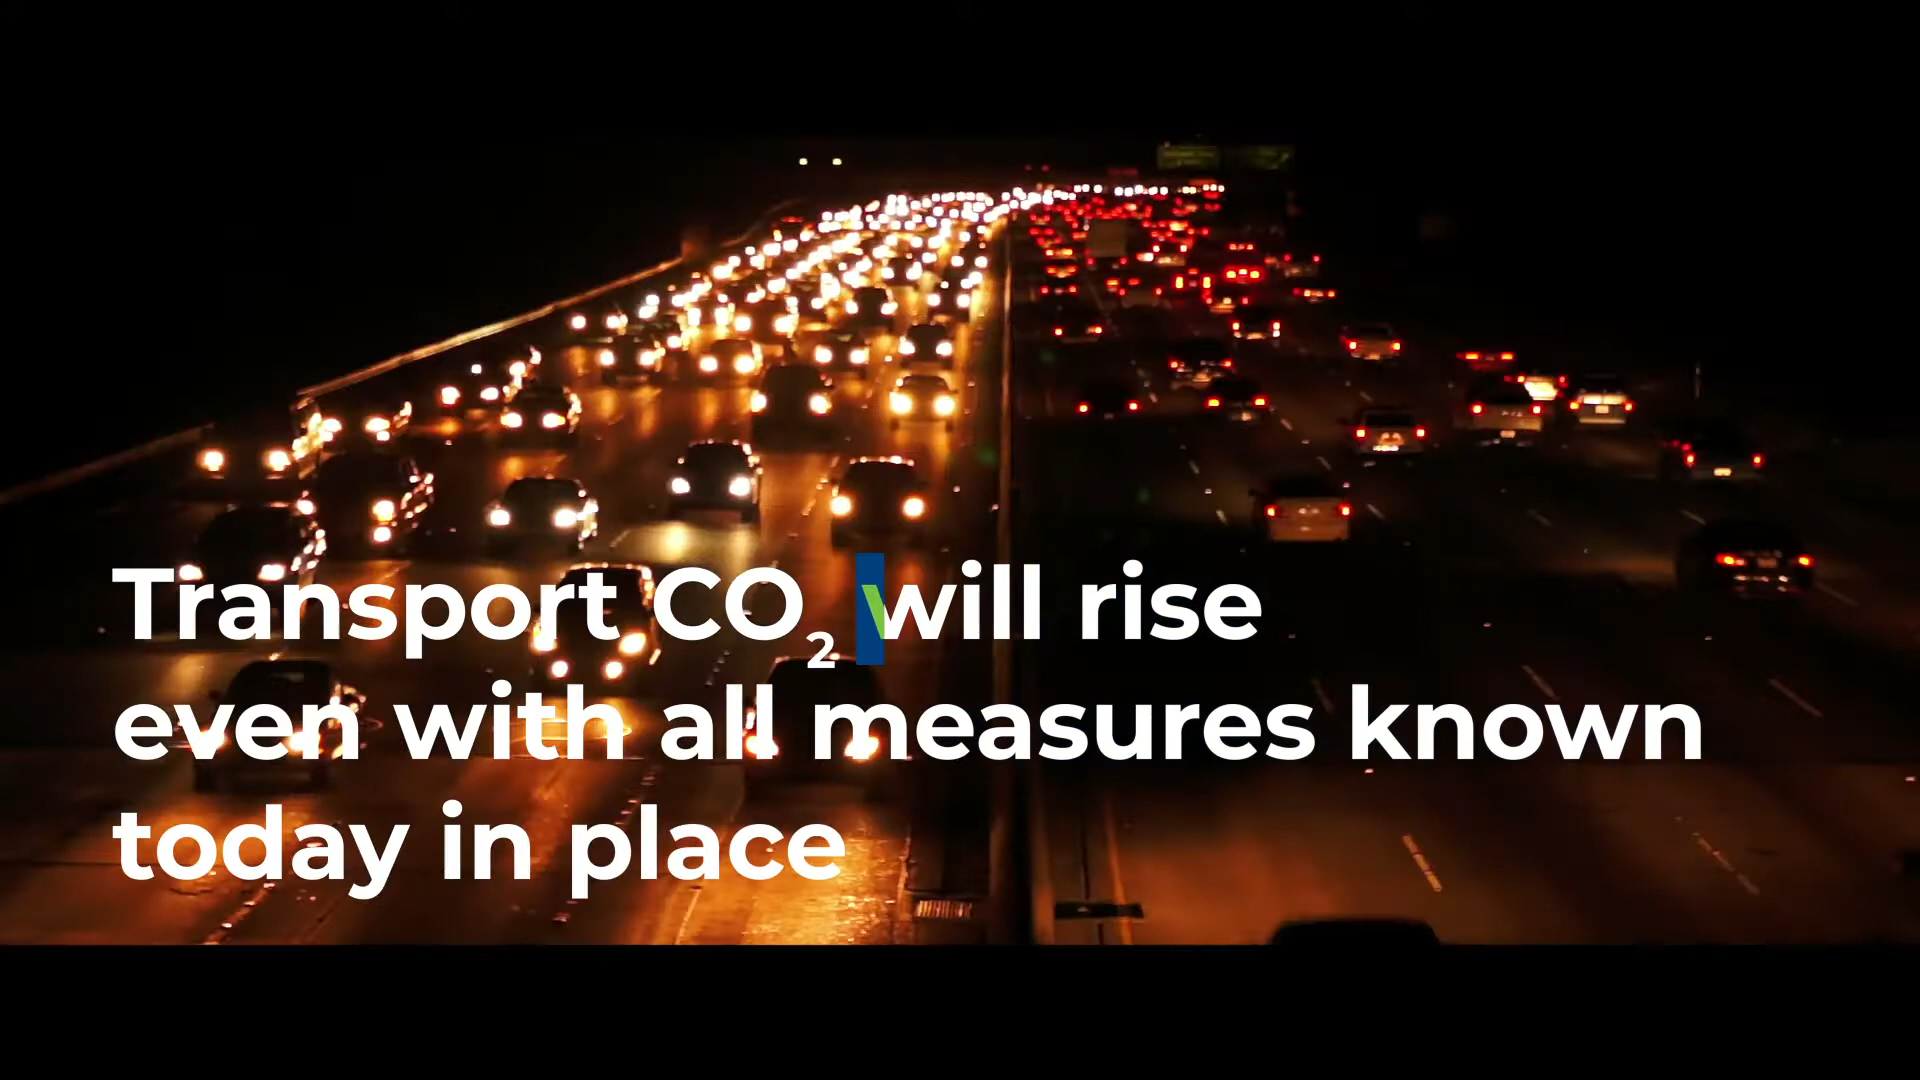 Transport CO₂ will rise
even with all measures known
today in place